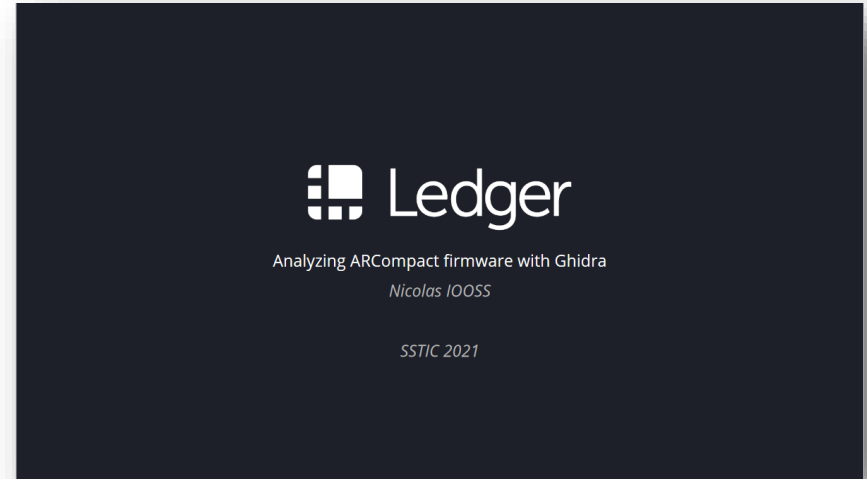 Ledger
Analyzing ARCompact firmware with Ghidra
Nicolas IOOSS
SSTIC 2021